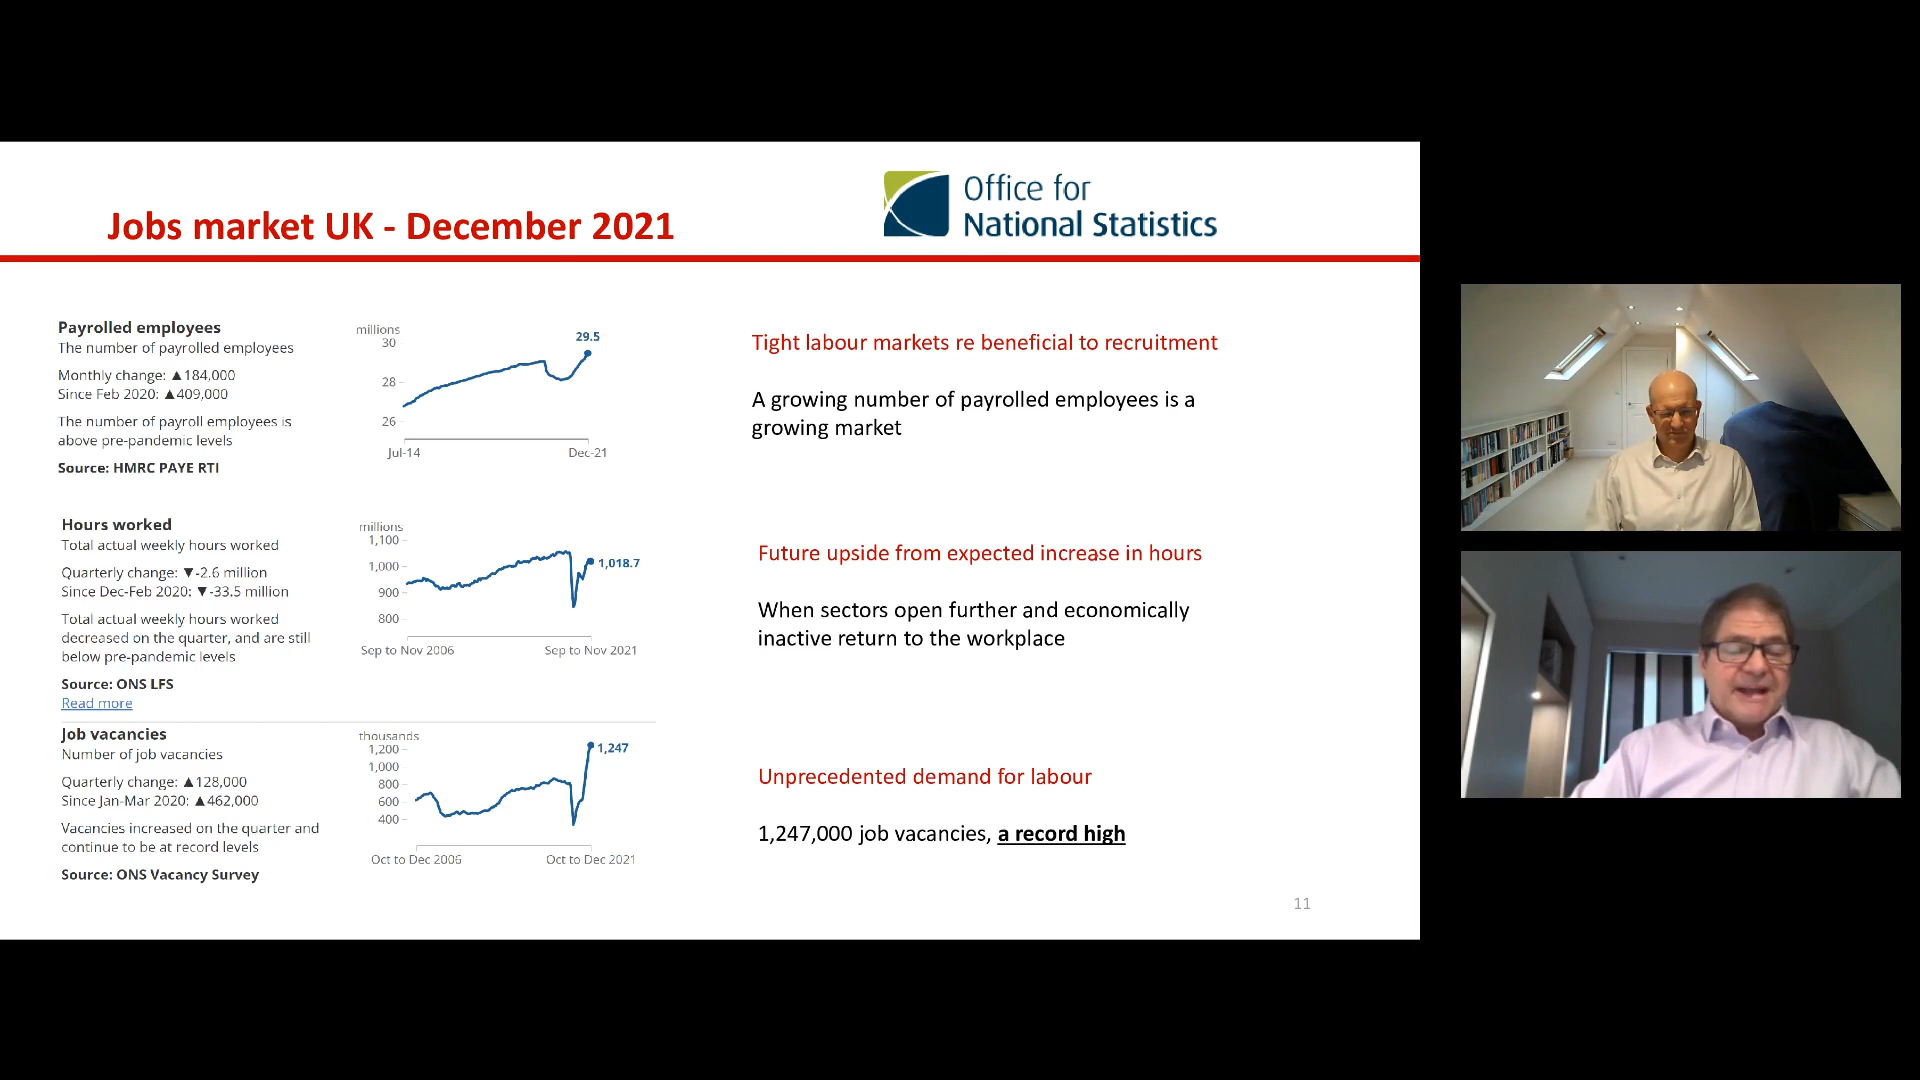 Jobs market UK - December 2021
Office for
National Statistics
Payrolled employees
The number of payrolled employees
Monthly change: ▲184,000
Since Feb 2020: ▲409,000
The number of payroll employees is
above pre-pandemic levels
Source: HMRC PAYE RTI
millions
30
28
26
29.5
Jul-14
Dec-21
Tight labour markets re beneficial to recruitment
A growing number of payrolled employees is a
growing market
Hours worked
Total actual weekly hours worked
Quarterly change: ▼-2.6 million
Since Dec-Feb 2020: ▼-33.5 million
Total actual weekly hours worked
decreased on the quarter, and are still
below pre-pandemic levels
Source: ONS LFS
Read more
millions
1,100
1,000
900
800
1,018.7
Sep to Nov 2006
Sep to Nov 2021
Future upside from expected increase in hours
When sectors open further and economically
inactive return to the workplace
Job vacancies
Number of job vacancies
Quarterly change: ▲128,000
Since Jan-Mar 2020: ▲462,000
Vacancies increased on the quarter and
continue to be at record levels
Source: ONS Vacancy Survey
thousands
1,200
1,000
800
600
400
1,247
Oct to Dec 2006
Oct to Dec 2021
Unprecedented demand for labour
1,247,000 job vacancies, a record high
11